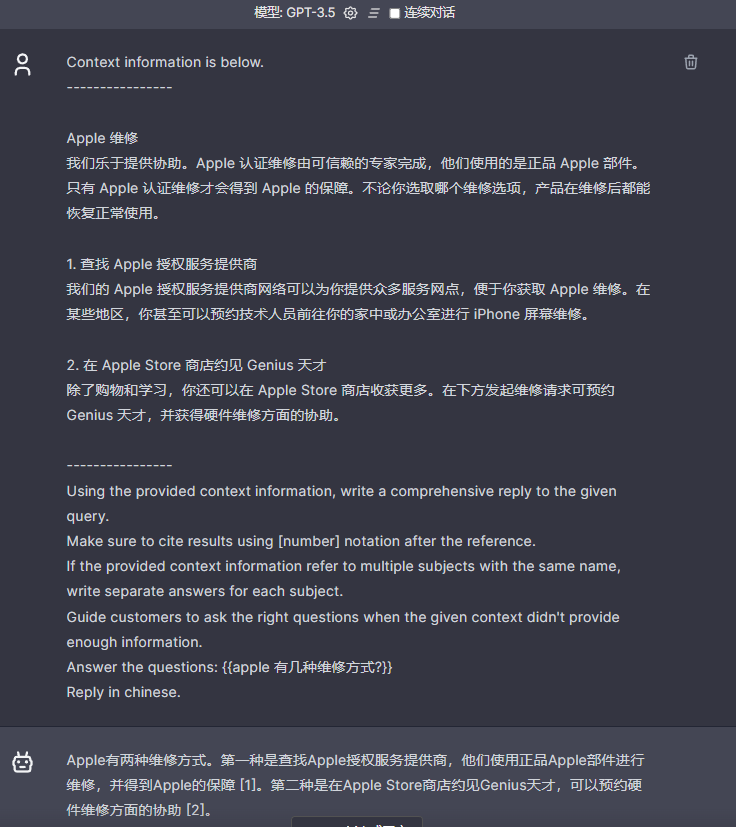 模型: GPT-3.5 连续对话
Context information is below.
----------------
Apple 维修
我们乐于提供协助。Apple 认证维修由可信赖的专家完成，他们使用的是正品 Apple 部件。
只有 Apple 认证维修才会得到 Apple 的保障。不论你选取哪个维修选项，产品在维修后都能
恢复正常使用。
1. 查找 Apple 授权服务提供商
我们的 Apple 授权服务提供商网络可以为你提供众多服务网点，便于你获取 Apple 维修。在
某些地区，你甚至可以预约技术人员前往你的家中或办公室进行 iPhone 屏幕维修。
2. 在 Apple Store 商店约见 Genius 天才
除了购物和学习，你还可以在 Apple Store 商店收获更多。在下方发起维修请求可预约
Genius 天才，并获得硬件维修方面的协助。
----------------
Using the provided context information, write a comprehensive reply to the given
query.
Make sure to cite results using [number] notation after the reference.
If the provided context information refer to multiple subjects with the same name,
write separate answers for each subject.
Guide customers to ask the right questions when the given context didn't provide
enough information.
Answer the questions: {{apple 有几种维修方式?}}
Reply in chinese.
Apple有两种维修方式。第一种是查找Apple授权服务提供商，他们使用正品Apple部件进行
维修，并得到Apple的保障 [1]。第二种是在Apple Store商店约见Genius天才，可以预约硬
件维修方面的协助 [2]。